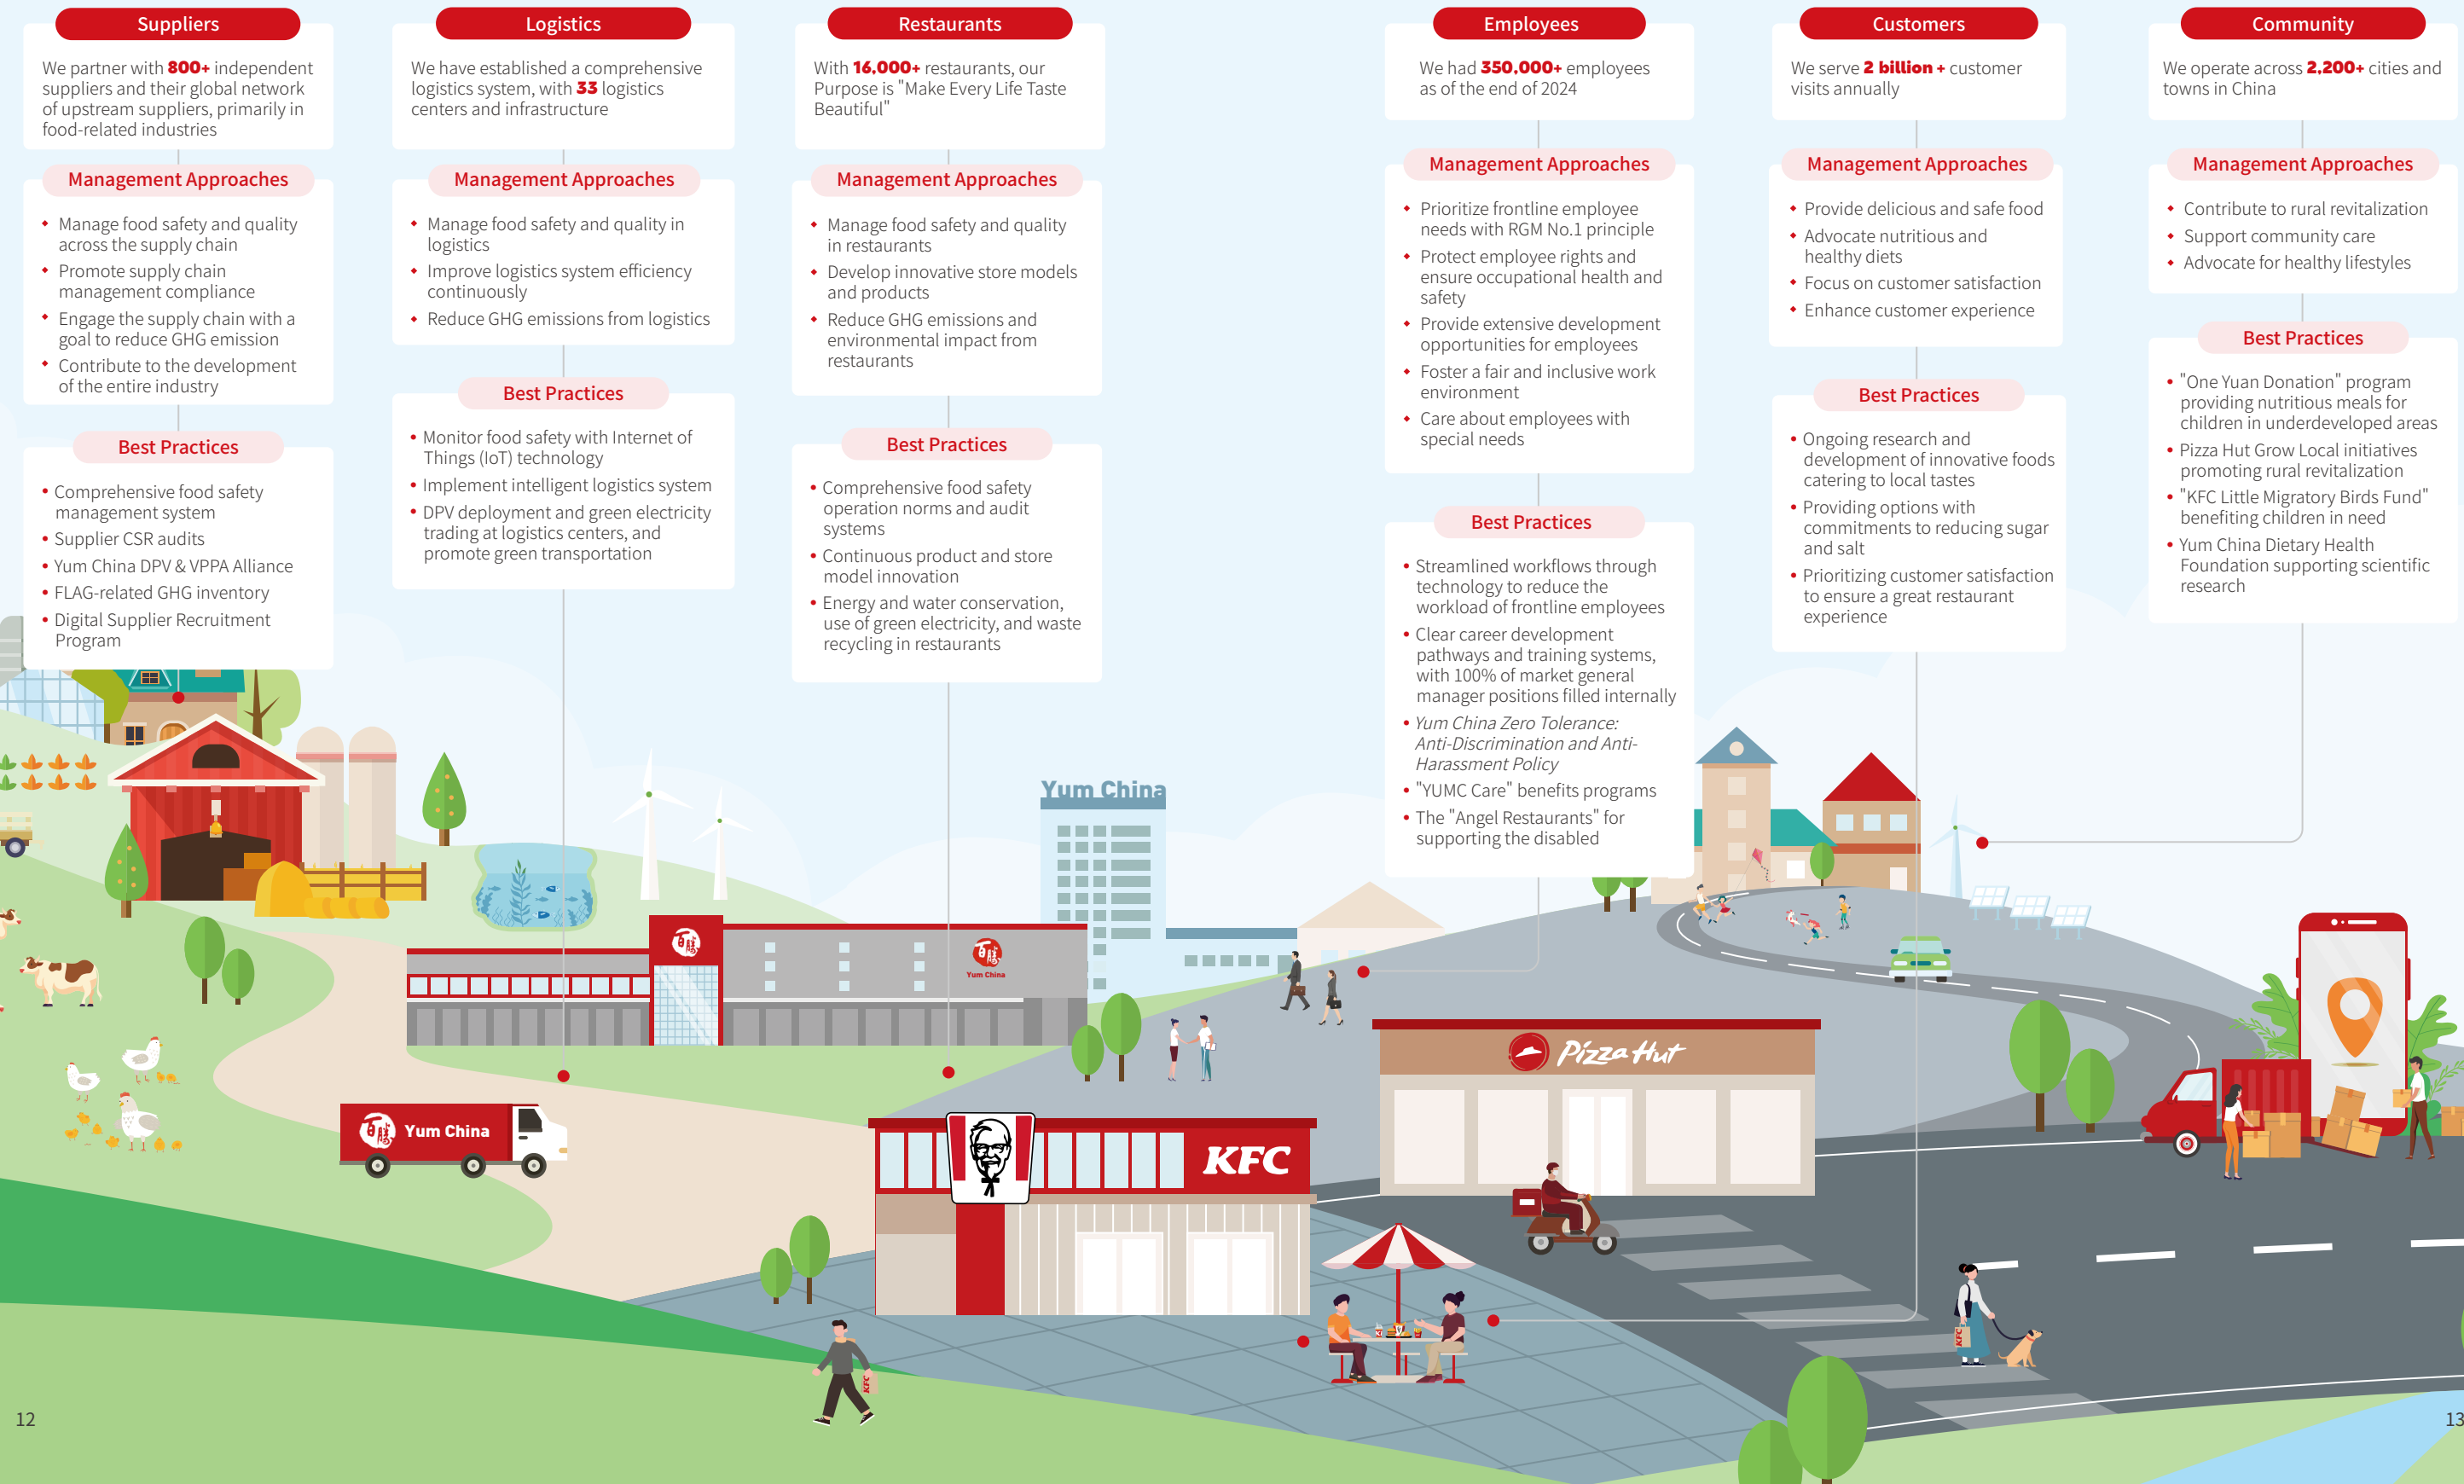 Suppliers
We partner with 800+ independent
suppliers and their global network
of upstream suppliers, primarily in
food-related industries
Management Approaches
Manage food safety and quality
across the supply chain
Promote supply chain
management compliance
Engage the supply chain with a
goal to reduce GHG emission
Contribute to the development
of the entire industry
Best Practices
Comprehensive food safety
management system
Supplier CSR audits
Yum China DPV & VPPA Alliance
FLAG-related GHG inventory
Digital Supplier Recruitment
Program
Logistics
We have established a comprehensive
logistics system, with 33 logistics
centers and infrastructure
Management Approaches
Manage food safety and quality in
logistics
Improve logistics system efficiency
continuously
Reduce GHG emissions from logistics
Best Practices
Monitor food safety with Internet of
Things (IoT) technology
Implement intelligent logistics system
DPV deployment and green electricity
trading at logistics centers, and
promote green transportation
Restaurants
With 16,000+ restaurants, our
Purpose is "Make Every Life Taste
Beautiful"
Management Approaches
Manage food safety and quality
in restaurants
Develop innovative store models
and products
Reduce GHG emissions and
environmental impact from
restaurants
Best Practices
Comprehensive food safety
operation norms and audit
systems
Continuous product and store
model innovation
Energy and water conservation,
use of green electricity, and waste
recycling in restaurants
Employees
We had 350,000+ employees
as of the end of 2024
Management Approaches
Prioritize frontline employee
needs with RGM No.1 principle
Protect employee rights and
ensure occupational health and
safety
Provide extensive development
opportunities for employees
Foster a fair and inclusive work
environment
Care about employees with
special needs
Best Practices
Streamlined workflows through
technology to reduce the
workload of frontline employees
Clear career development
pathways and training systems,
with 100% of market general
manager positions filled internally
Yum China Zero Tolerance:
Anti-Discrimination and Anti-
Harassment Policy
"YUMC Care" benefits programs
The "Angel Restaurants" for
supporting the disabled
Customers
We serve 2 billion + customer
visits annually
Management Approaches
Provide delicious and safe food
Advocate nutritious and
healthy diets
Focus on customer satisfaction
Enhance customer experience
Best Practices
Ongoing research and
development of innovative foods
catering to local tastes
Providing options with
commitments to reducing sugar
and salt
Prioritizing customer satisfaction
to ensure a great restaurant
experience
Community
We operate across 2,200+ cities and
towns in China
Management Approaches
Contribute to rural revitalization
Support community care
Advocate for healthy lifestyles
Best Practices
"One Yuan Donation" program
providing nutritious meals for
children in underdeveloped areas
Pizza Hut Grow Local initiatives
promoting rural revitalization
"KFC Little Migratory Birds Fund"
benefiting children in need
Yum China Dietary Health
Foundation supporting scientific
research
Yum China
百勝
百勝
Yum China
百勝 Yum China
Pizza Hut
KFC
KFC
KFC
12
13